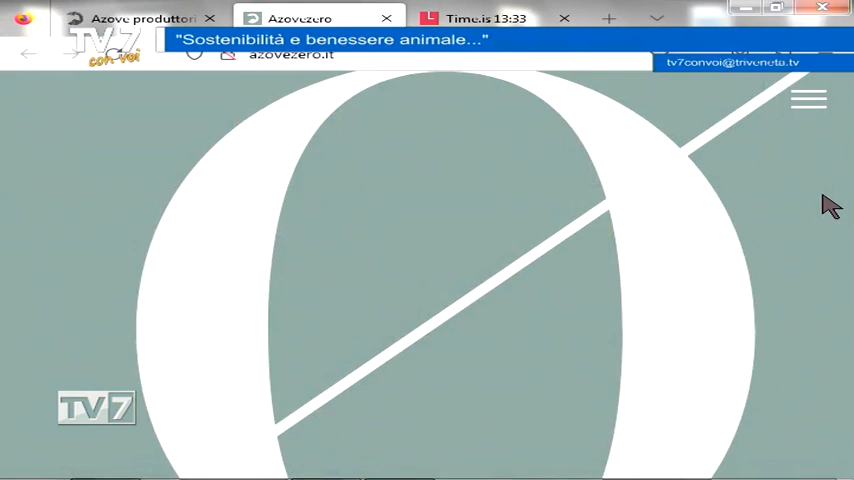 Azove produttori
Azovezero
Time.is 13:33
TV7
con voi
"Sostenibilità e benessere animale..."
azovezero.it
tv7convoi@triveneta.tv
TV7